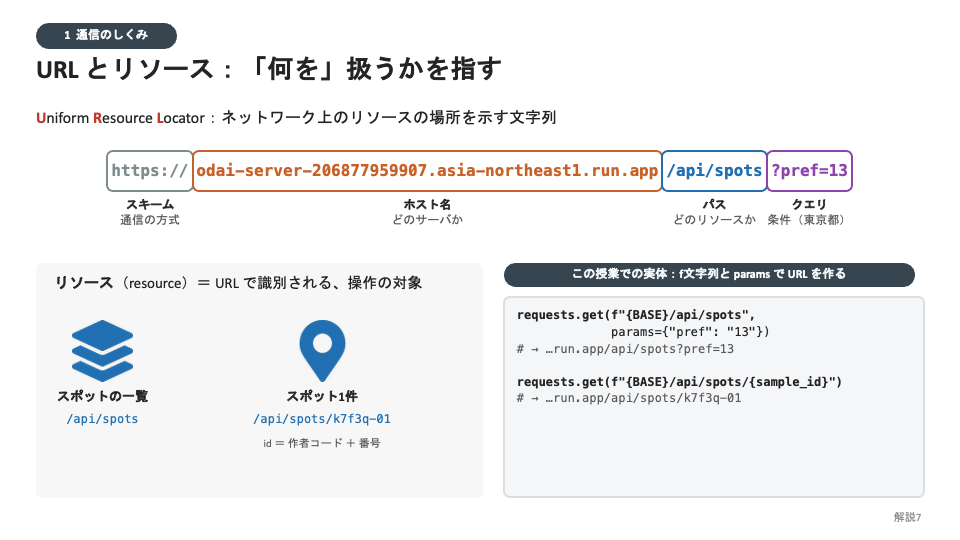 1 通信のしくみ
URL とリソース：「何を」扱うかを指す
Uniform Resource Locator：ネットワーク上のリソースの場所を示す文字列
https://odai-server-206877959907.asia-northeast1.run.app/api/spots?pref=13
スキーム ホスト名 パス クエリ
通信の方式 どのサーバか どのリソースか 条件（東京都）
リソース（resource）＝ URL で識別される、操作の対象
スポットの一覧 スポット1件
/api/spots /api/spots/k7f3q-01
id ＝ 作者コード ＋ 番号
この授業での実体：f文字列と params で URL を作る
requests.get(f"{BASE}/api/spots",
params={"pref": "13"})
# → …run.app/api/spots?pref=13
requests.get(f"{BASE}/api/spots/{sample_id}")
# → …run.app/api/spots/k7f3q-01
解説7